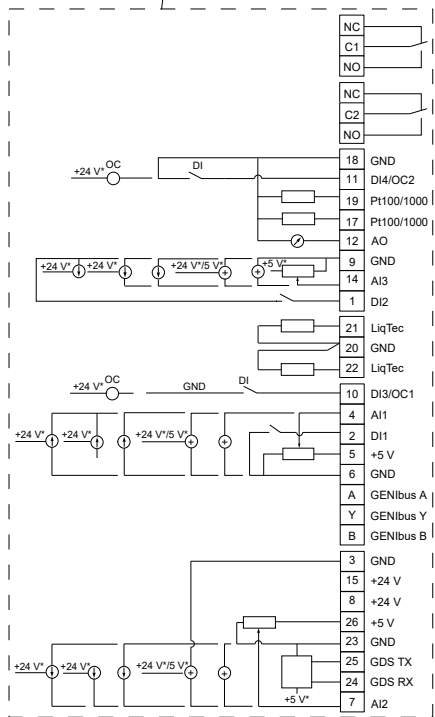 NC
C1
NO
NC
C2
NO
18 GND
+24 V* OC DI 11 DI4/OC2
19 Pt100/1000
17 Pt100/1000
12 AO
9 GND
+24 V* +24 V* +24 V*/5 V* +5 V* 14 AI3
1 DI2
21 LiqTec
20 GND
22 LiqTec
+24 V* OC GND DI 10 DI3/OC1
4 AI1
+24 V* +24 V* +24 V*/5 V* 2 DI1
5 +5 V
6 GND
A GENIbus A
Y GENIbus Y
B GENIbus B
3 GND
15 +24 V
8 +24 V
26 +5 V
23 GND
+24 V* +24 V* +24 V*/5 V* 25 GDS TX
24 GDS RX
+5 V* 7 AI2